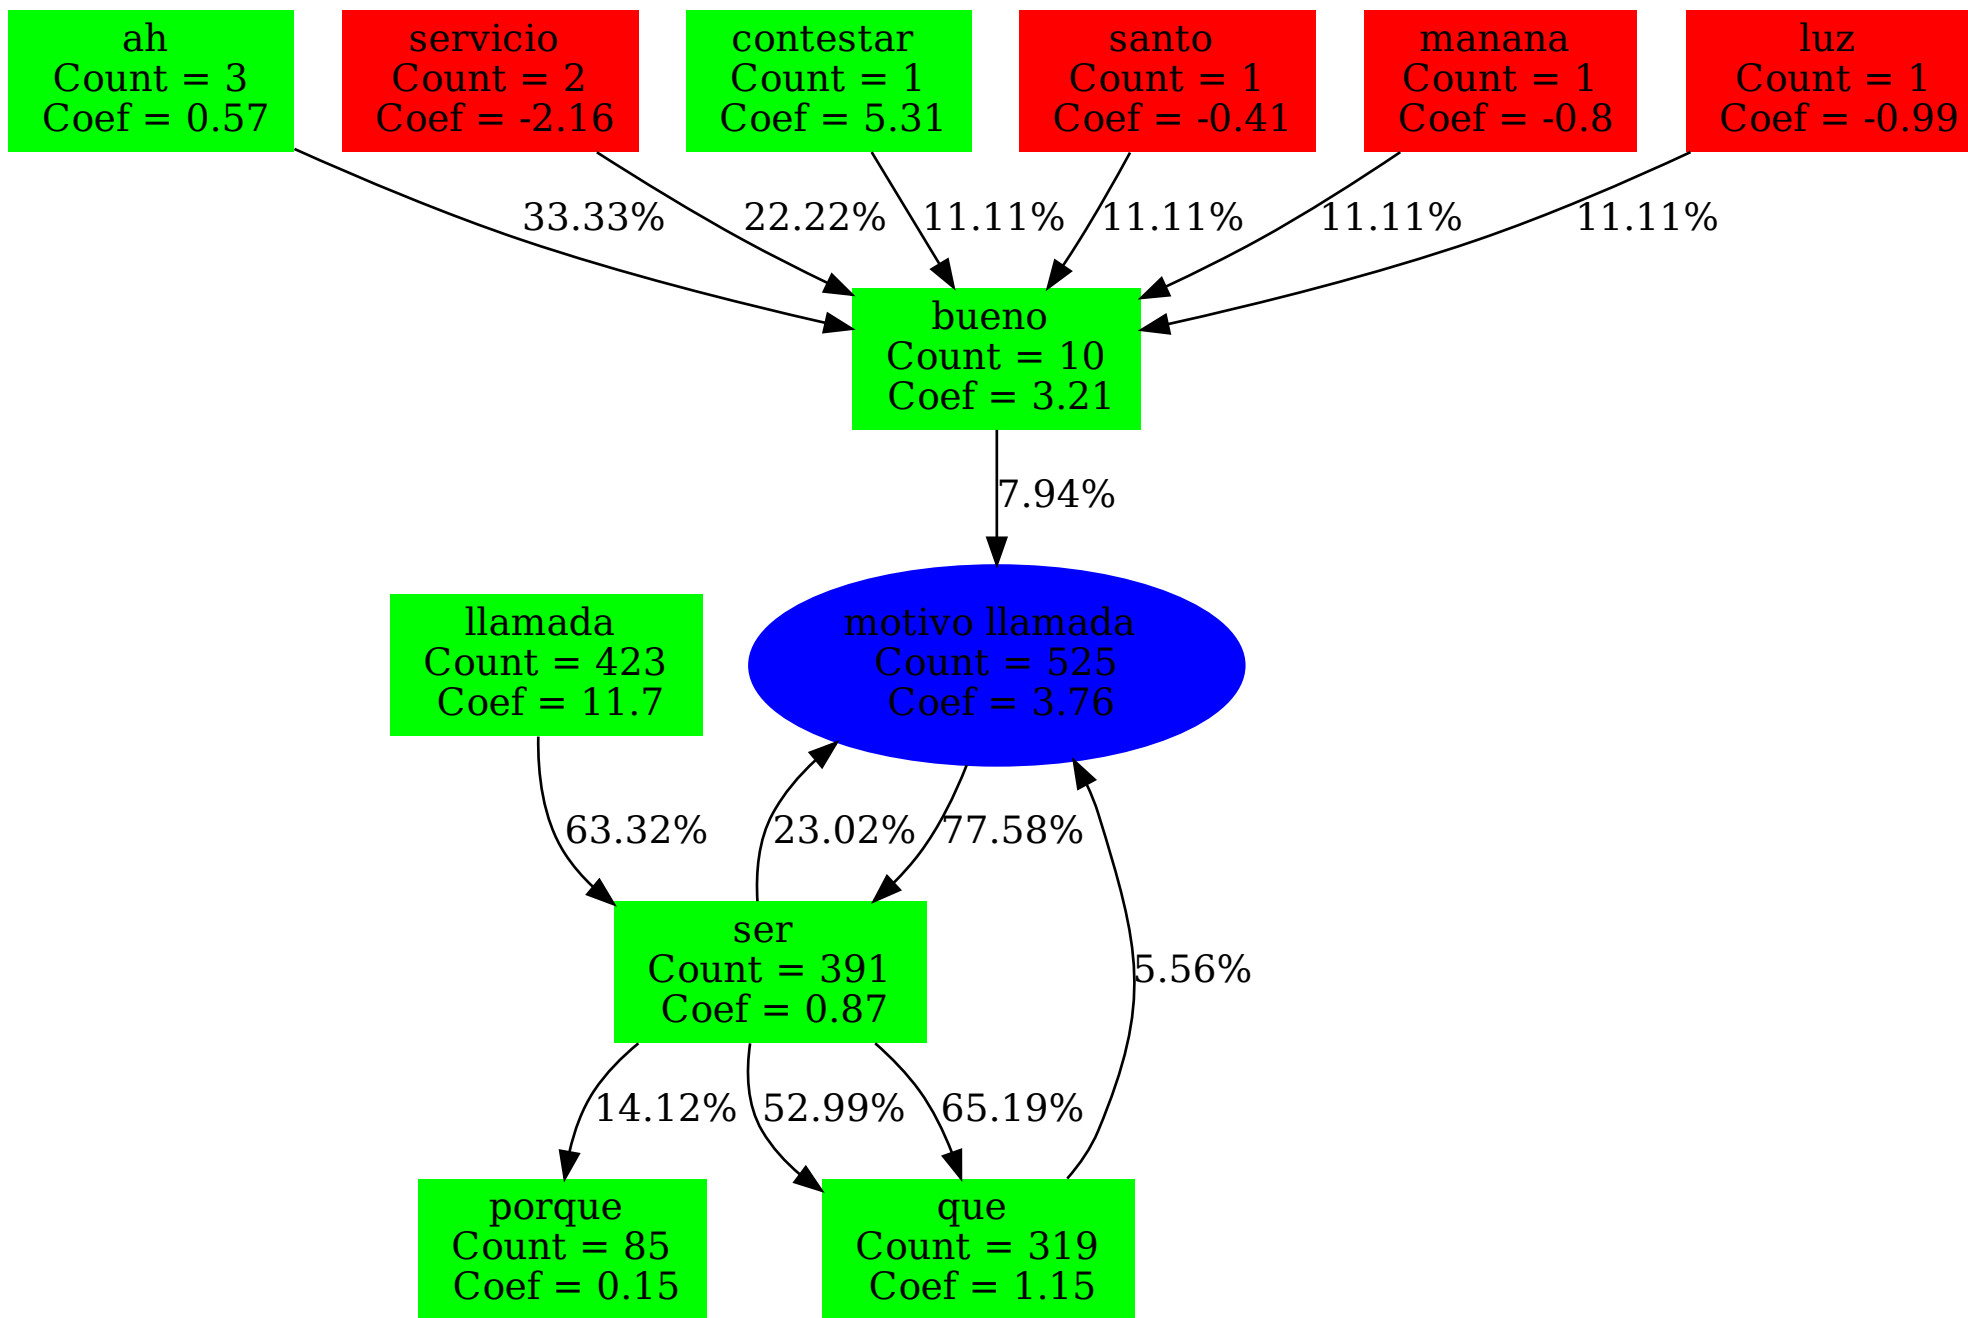 ah
Count = 3
Coef = 0.57
servicio
Count = 2
Coef = -2.16
contestar
Count = 1
Coef = 5.31
santo
Count = 1
Coef = -0.41
manana
Count = 1
Coef = -0.8
luz
Count = 1
Coef = -0.99
33.33%
22.22%
11.11%
11.11%
11.11%
11.11%
bueno
Count = 10
Coef = 3.21
7.94%
llamada
Count = 423
Coef = 11.7
motivo llamada
Count = 525
Coef = 3.76
63.32%
23.02%
77.58%
ser
Count = 391
Coef = 0.87
5.56%
14.12%
52.99%
65.19%
porque
Count = 85
Coef = 0.15
que
Count = 319
Coef = 1.15